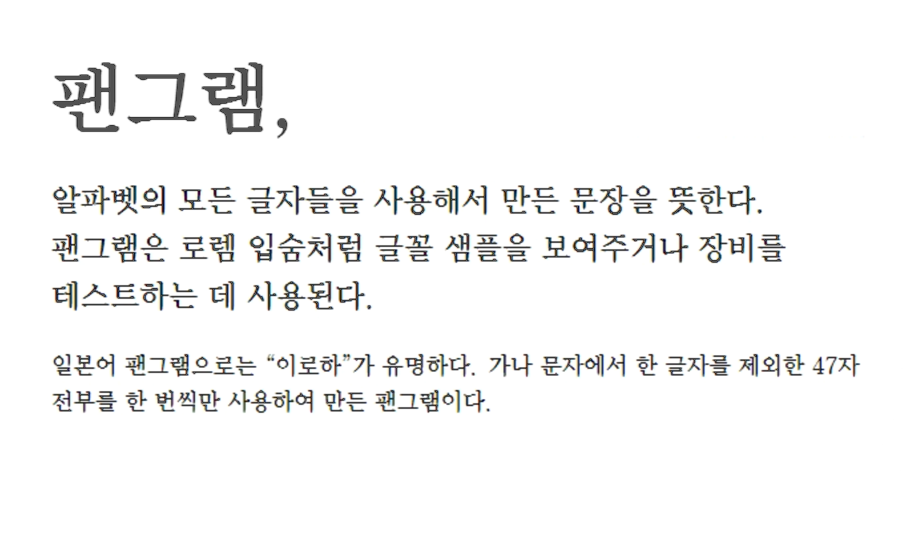 팬그램,
알파벳의 모든 글자들을 사용해서 만든 문장을 뜻한다.
팬그램은 로렘 입숨처럼 글꼴 샘플을 보여주거나 장비를
테스트하는 데 사용된다.
일본어 팬그램으로는 “이로하”가 유명하다. 가나 문자에서 한 글자를 제외한 47자
전부를 한 번씩만 사용하여 만든 팬그램이다.